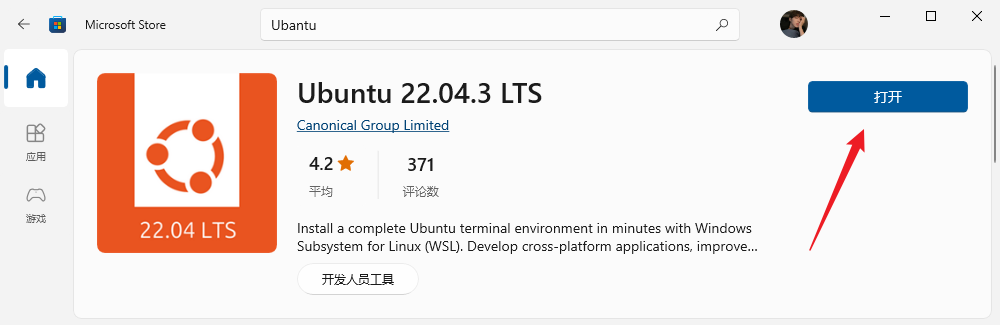 Microsoft Store
Ubantu
Ubuntu 22.04.3 LTS
打开
Canonical Group Limited
4.2
371
平均
评论数
应用
游戏
22.04 LTS
Install a complete Ubuntu terminal environment in minutes with Windows
Subsystem for Linux (WSL). Develop cross-platform applications, improve...
开发人员工具